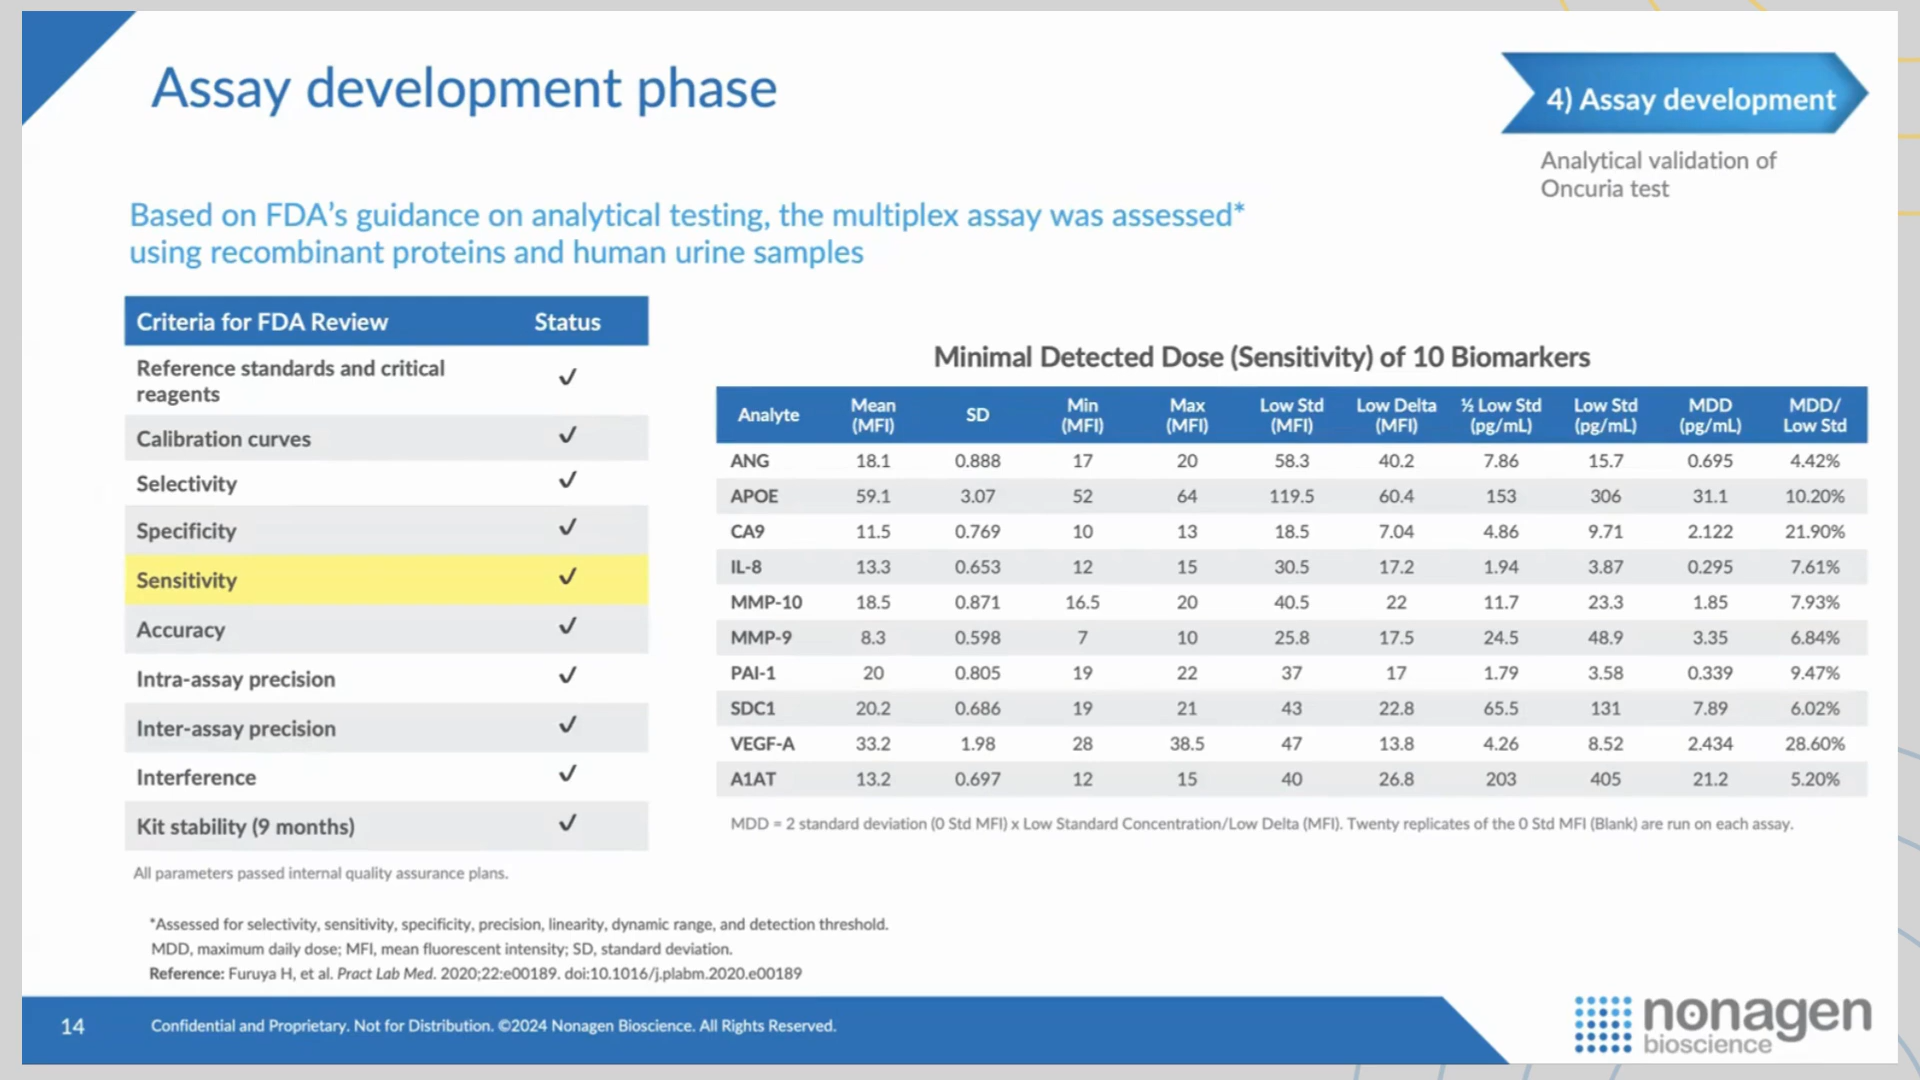 Assay development phase
4) Assay development
Analytical validation of
Oncuria test
Based on FDA's guidance on analytical testing, the multiplex assay was assessed*
using recombinant proteins and human urine samples
Criteria for FDA Review Status
Reference standards and critical
reagents ✓
Calibration curves ✓
Selectivity ✓
Specificity ✓
Sensitivity ✓
Accuracy ✓
Intra-assay precision ✓
Inter-assay precision ✓
Interference ✓
Kit stability (9 months) ✓
All parameters passed internal quality assurance plans.
Minimal Detected Dose (Sensitivity) of 10 Biomarkers
Analyte Mean (MFI) SD Min (MFI) Max (MFI) Low Std (MFI) Low Delta (MFI) ½ Low Std (pg/mL) Low Std (pg/mL) MDD (pg/mL) MDD/ Low Std
ANG 18.1 0.888 17 20 58.3 40.2 7.86 15.7 0.695 4.42%
APOE 59.1 3.07 52 64 119.5 60.4 153 306 31.1 10.20%
CA9 11.5 0.769 10 13 18.5 7.04 4.86 9.71 2.122 21.90%
IL-8 13.3 0.653 12 15 30.5 17.2 1.94 3.87 0.295 7.61%
MMP-10 18.5 0.871 16.5 20 40.5 22 11.7 23.3 1.85 7.93%
MMP-9 8.3 0.598 7 10 25.8 17.5 24.5 48.9 3.35 6.84%
PAI-1 20 0.805 19 22 37 17 1.79 3.58 0.339 9.47%
SDC1 20.2 0.686 19 21 43 22.8 65.5 131 7.89 6.02%
VEGF-A 33.2 1.98 28 38.5 47 13.8 4.26 8.52 2.434 28.60%
A1AT 13.2 0.697 12 15 40 26.8 203 405 21.2 5.20%
MDD = 2 standard deviation (0 Std MFI) x Low Standard Concentration/Low Delta (MFI). Twenty replicates of the 0 Std MFI (Blank) are run on each assay.
*Assessed for selectivity, sensitivity, specificity, precision, linearity, dynamic range, and detection threshold.
MDD, maximum daily dose; MFI, mean fluorescent intensity; SD, standard deviation.
Reference: Furuya H, et al. Pract Lab Med. 2020;22:e00189. doi:10.1016/j.plabm.2020.e00189
14 Confidential and Proprietary. Not for Distribution. ©2024 Nonagen Bioscience. All Rights Reserved.
nonagen
bioscience